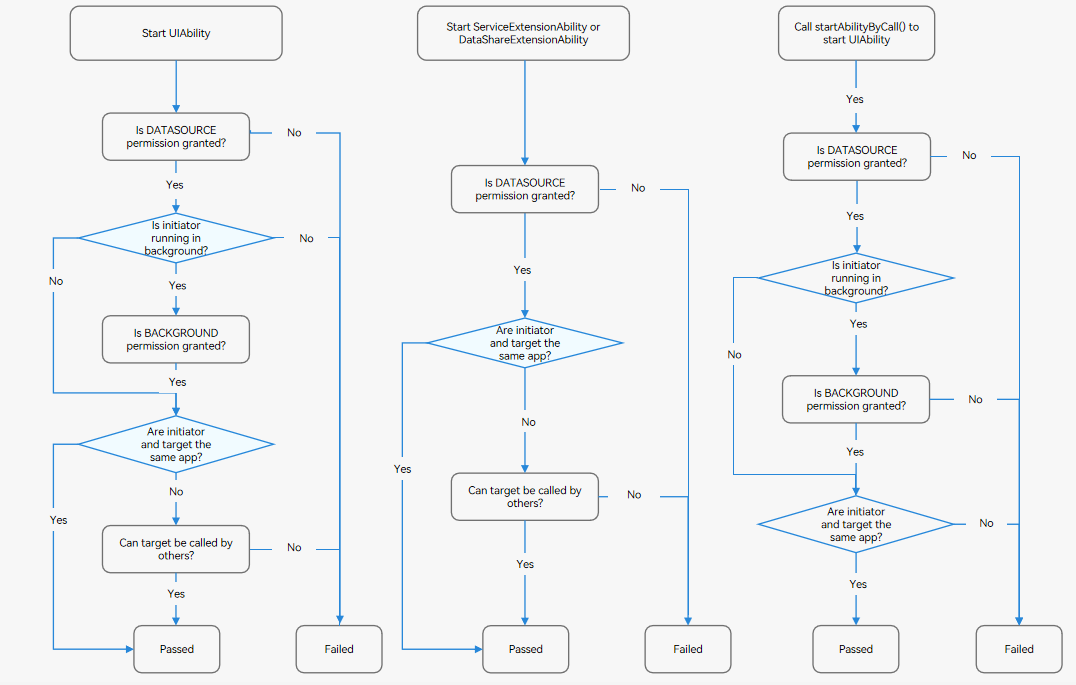 Start UIAbility
Is DATASOURCE
permission granted?
No
Yes
Is initiator
running in
background?
No
No
Yes
Is BACKGROUND
permission granted?
Yes
Are initiator
and target the
same app?
No
Yes
Can target be called by
others?
No
Yes
Passed
Failed
Start ServiceExtensionAbility or
DataShareExtensionAbility
Is DATASOURCE
permission granted?
No
Yes
Are initiator
and target the
same app?
No
Yes
Can target be called by
others?
No
Yes
Passed
Failed
Call startAbilityByCall() to
start UIAbility
Yes
Is DATASOURCE
permission granted?
No
Yes
Is initiator
running in
background?
Yes
No
Is BACKGROUND
permission granted?
No
Yes
Are initiator
and target the
same app?
No
Yes
Passed
Failed